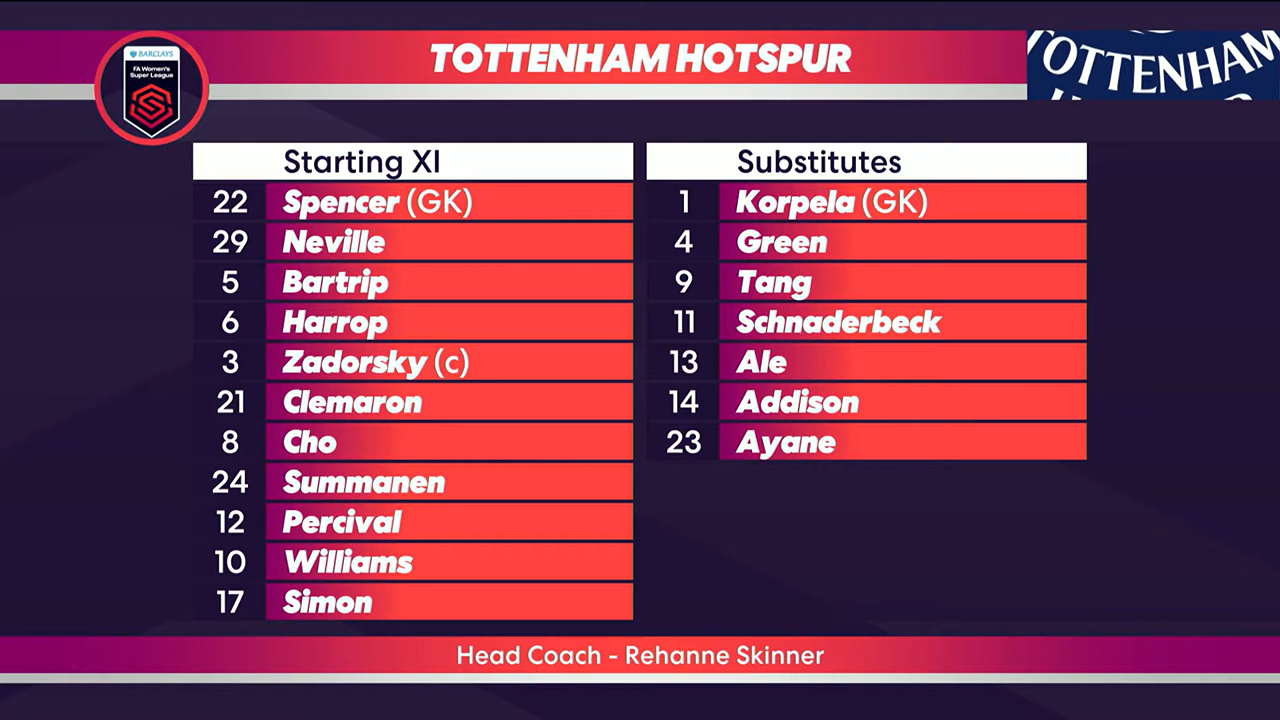 TOTTENHAM HOTSPUR
BARCLAYS
FA Women's
Super League
TOTTENHAM
Starting XI
22 Spencer (GK)
29 Neville
5 Bartrip
6 Harrop
3 Zadorsky (c)
21 Clemaron
8 Cho
24 Summanen
12 Percival
10 Williams
17 Simon
Substitutes
1 Korpela (GK)
4 Green
9 Tang
11 Schnaderbeck
13 Ale
14 Addison
23 Ayane
Head Coach - Rehanne Skinner